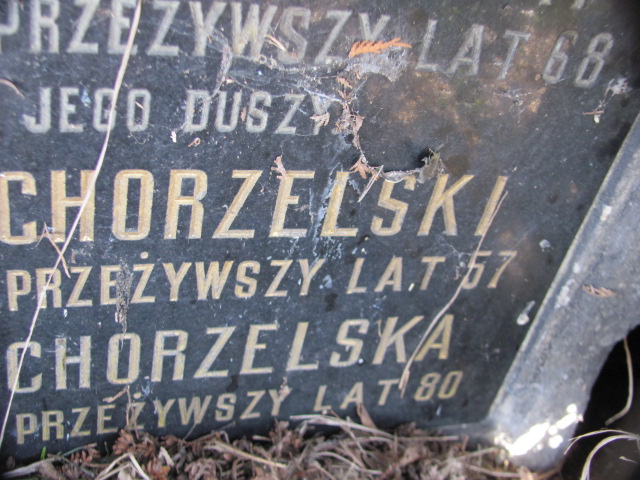 PRZEŻYWSZY LAT 68
JEGO DUSZY
CHORZELSKI
PRZEŻYWSZY LAT 57
CHORZELSKA
PRZEŻYWSZY LAT 80